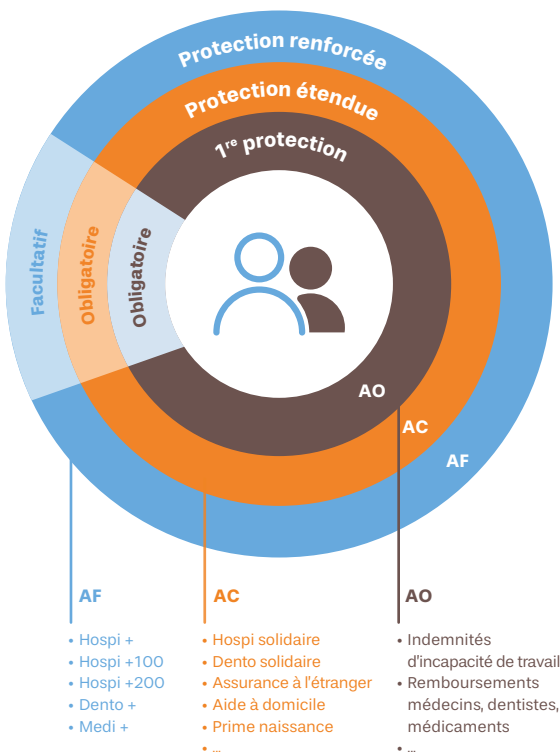 Protection renforcée
Protection étendue
1re protection
Facultatif
Obligatoire
Obligatoire
AO
AC
AF
AF
• Hospi +
• Hospi +100
• Hospi +200
• Dento +
• Medi +
AC
• Hospi solidaire
• Dento solidaire
• Assurance à l'étranger
• Aide à domicile
• Prime naissance
• ...
AO
• Indemnités
d'incapacité de travail
• Remboursements
médecins, dentistes,
médicaments
• ...